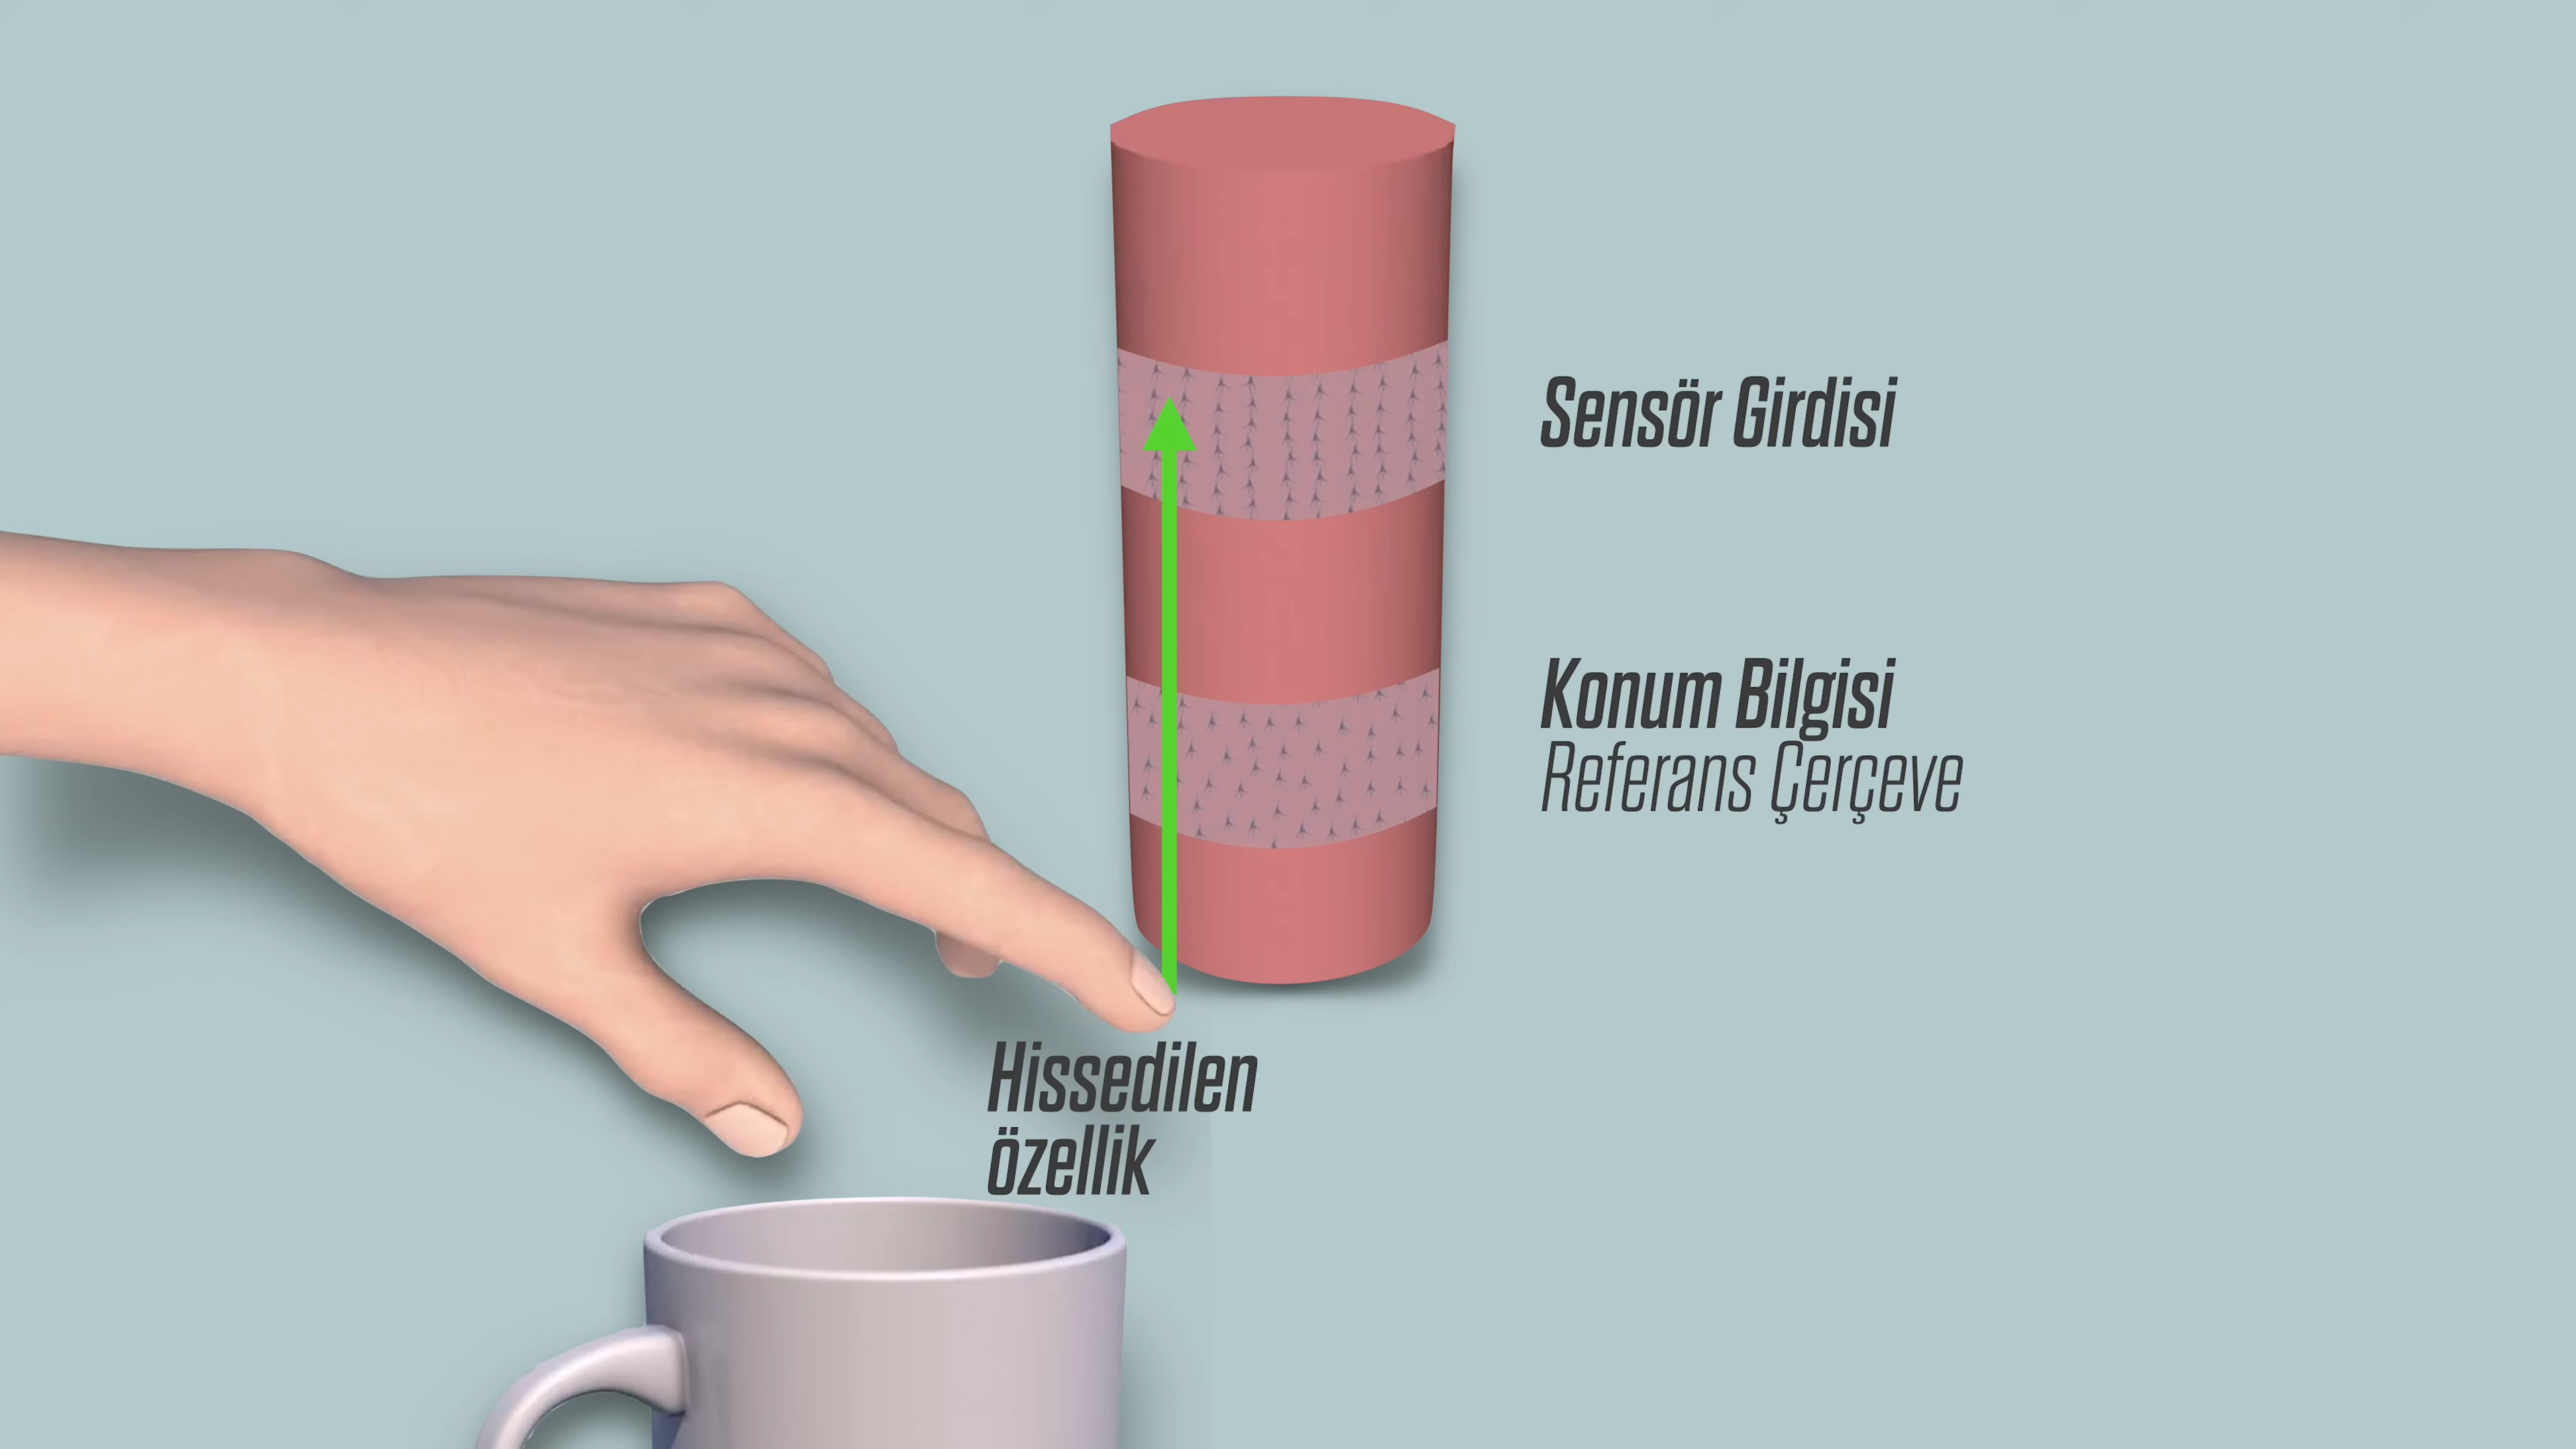 Sensör Girdisi
Konum Bilgisi
Referans Çerçeve
Hissedilen
özellik